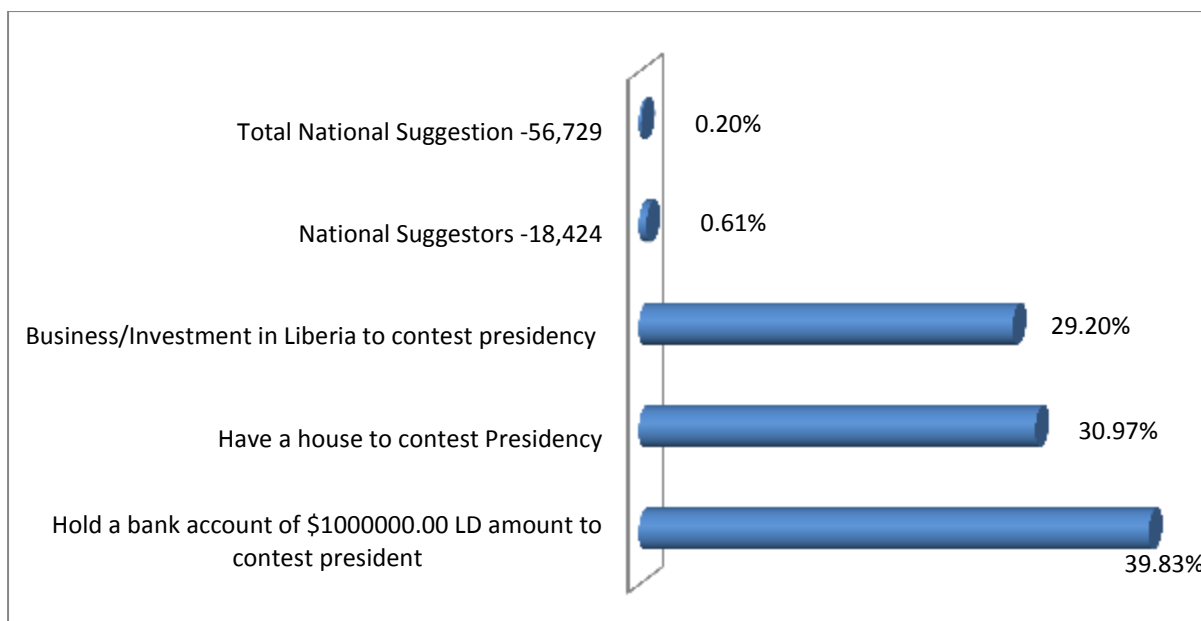 Total National Suggestion -56,729
0.20%
National Suggestors -18,424
0.61%
Business/Investment in Liberia to contest presidency
29.20%
Have a house to contest Presidency
30.97%
Hold a bank account of $1000000.00 LD amount to
contest president
39.83%